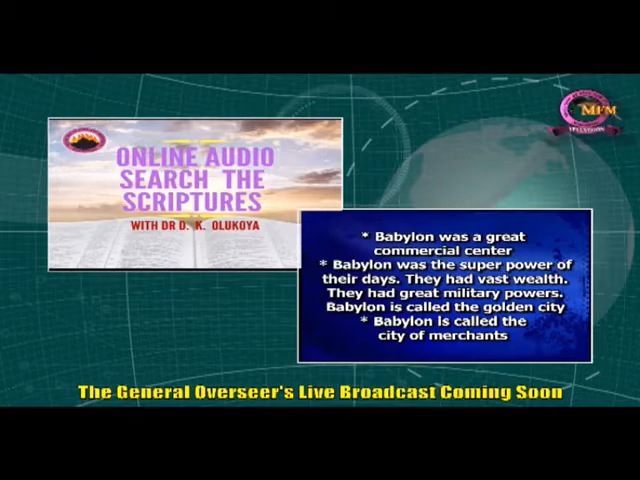 MFM
TELEVISION
ONLINE AUDIO
SEARCH THE
SCRIPTURES
WITH DR D. K. OLUKOYA
* Babylon was a great
commercial center
* Babylon was the super power of
their days. They had vast wealth.
They had great military powers.
Babylon is called the golden city
* Babylon is called the
city of merchants
The General Overseer's Live Broadcast Coming Soon